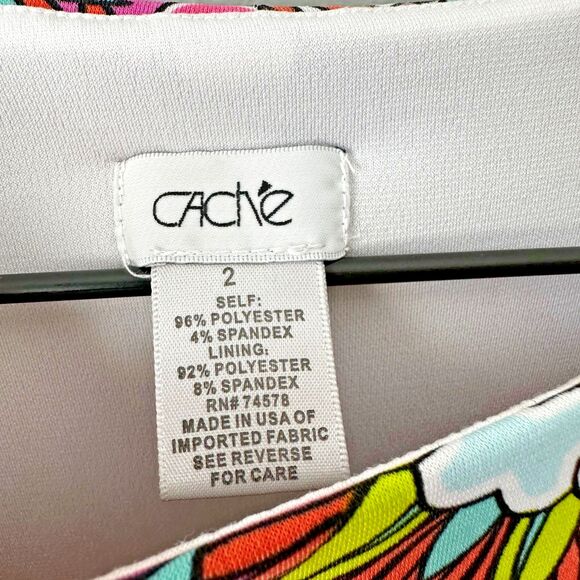 Caché
2
SELF:
96% POLYESTER
4% SPANDEX
LINING:
92% POLYESTER
8% SPANDEX
RN# 74578
MADE IN USA OF
IMPORTED FABRIC
SEE REVERSE
FOR CARE